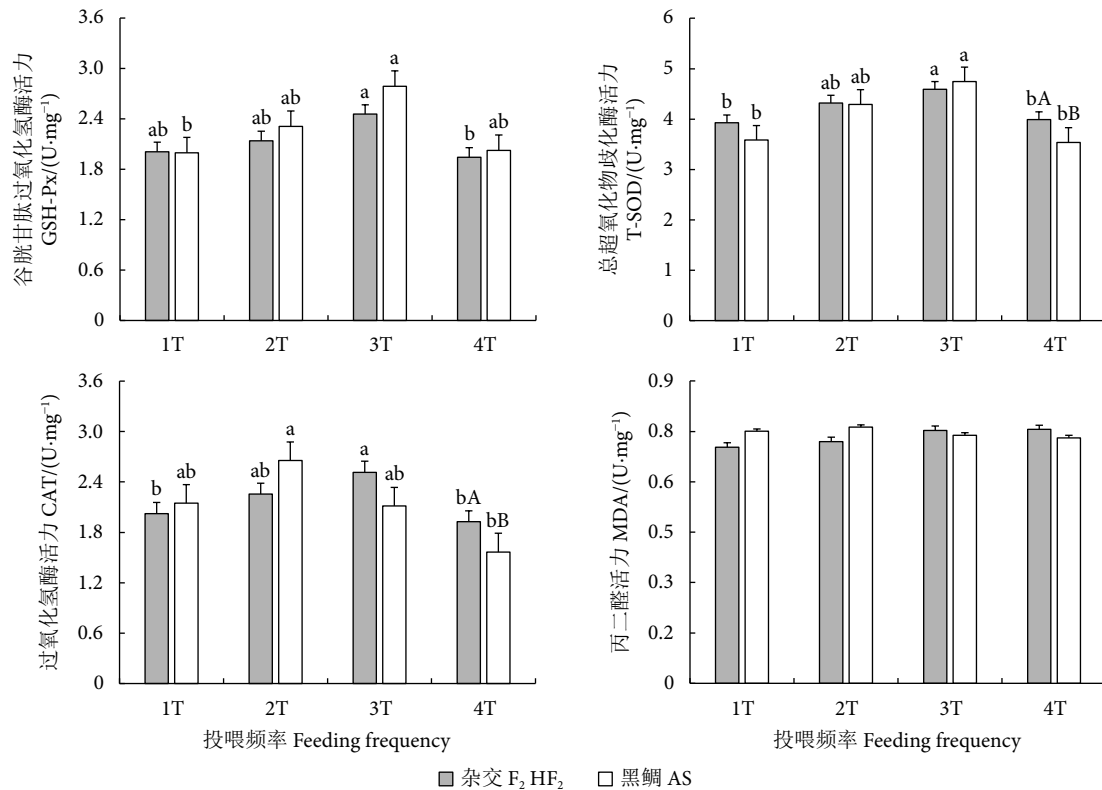 谷胱甘肽过氧化氢酶活力
GSH-Px/(U·mg⁻¹)
3.6
3.0
2.4
1.8
1.2
0.6
0
ab b
ab ab
a a
b ab
1T 2T 3T 4T
总超氧化物歧化酶活力
T-SOD/(U·mg⁻¹)
6
5
4
3
2
1
0
b b
ab ab
a a
bA bB
1T 2T 3T 4T
过氧化氢酶活力 CAT/(U·mg⁻¹)
3.6
3.0
2.4
1.8
1.2
0.6
0
b ab
ab a
a ab
bA bB
1T 2T 3T 4T
投喂频率 Feeding frequency
丙二醛活力 MDA/(U·mg⁻¹)
0.9
0.8
0.6
0.5
0.3
0.2
0
1T 2T 3T 4T
投喂频率 Feeding frequency
杂交 F₂ HF₂ 黑鲷 AS